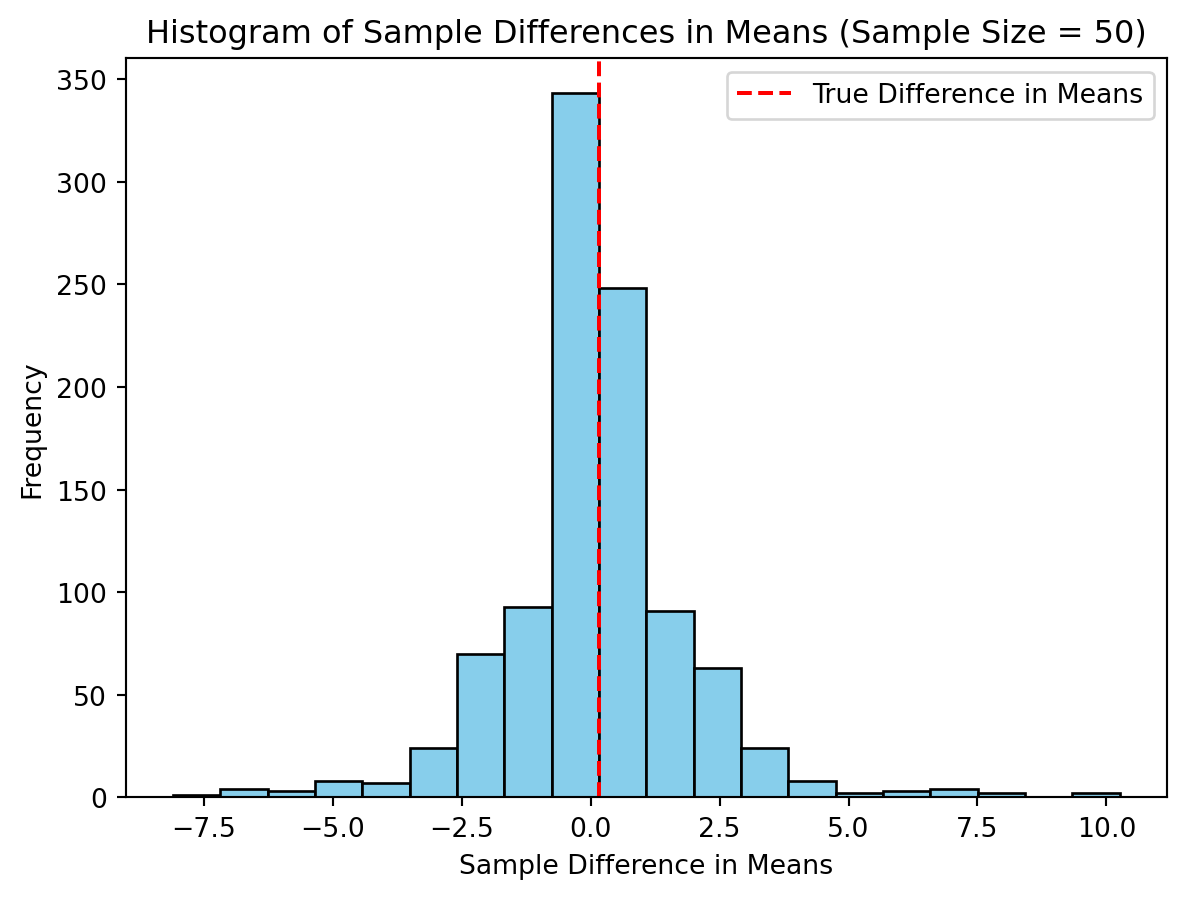 Histogram of Sample Differences in Means (Sample Size = 50)
True Difference in Means
350
300
250
200
150
100
50
0
Frequency
−7.5 −5.0 −2.5 0.0 2.5 5.0 7.5 10.0
Sample Difference in Means